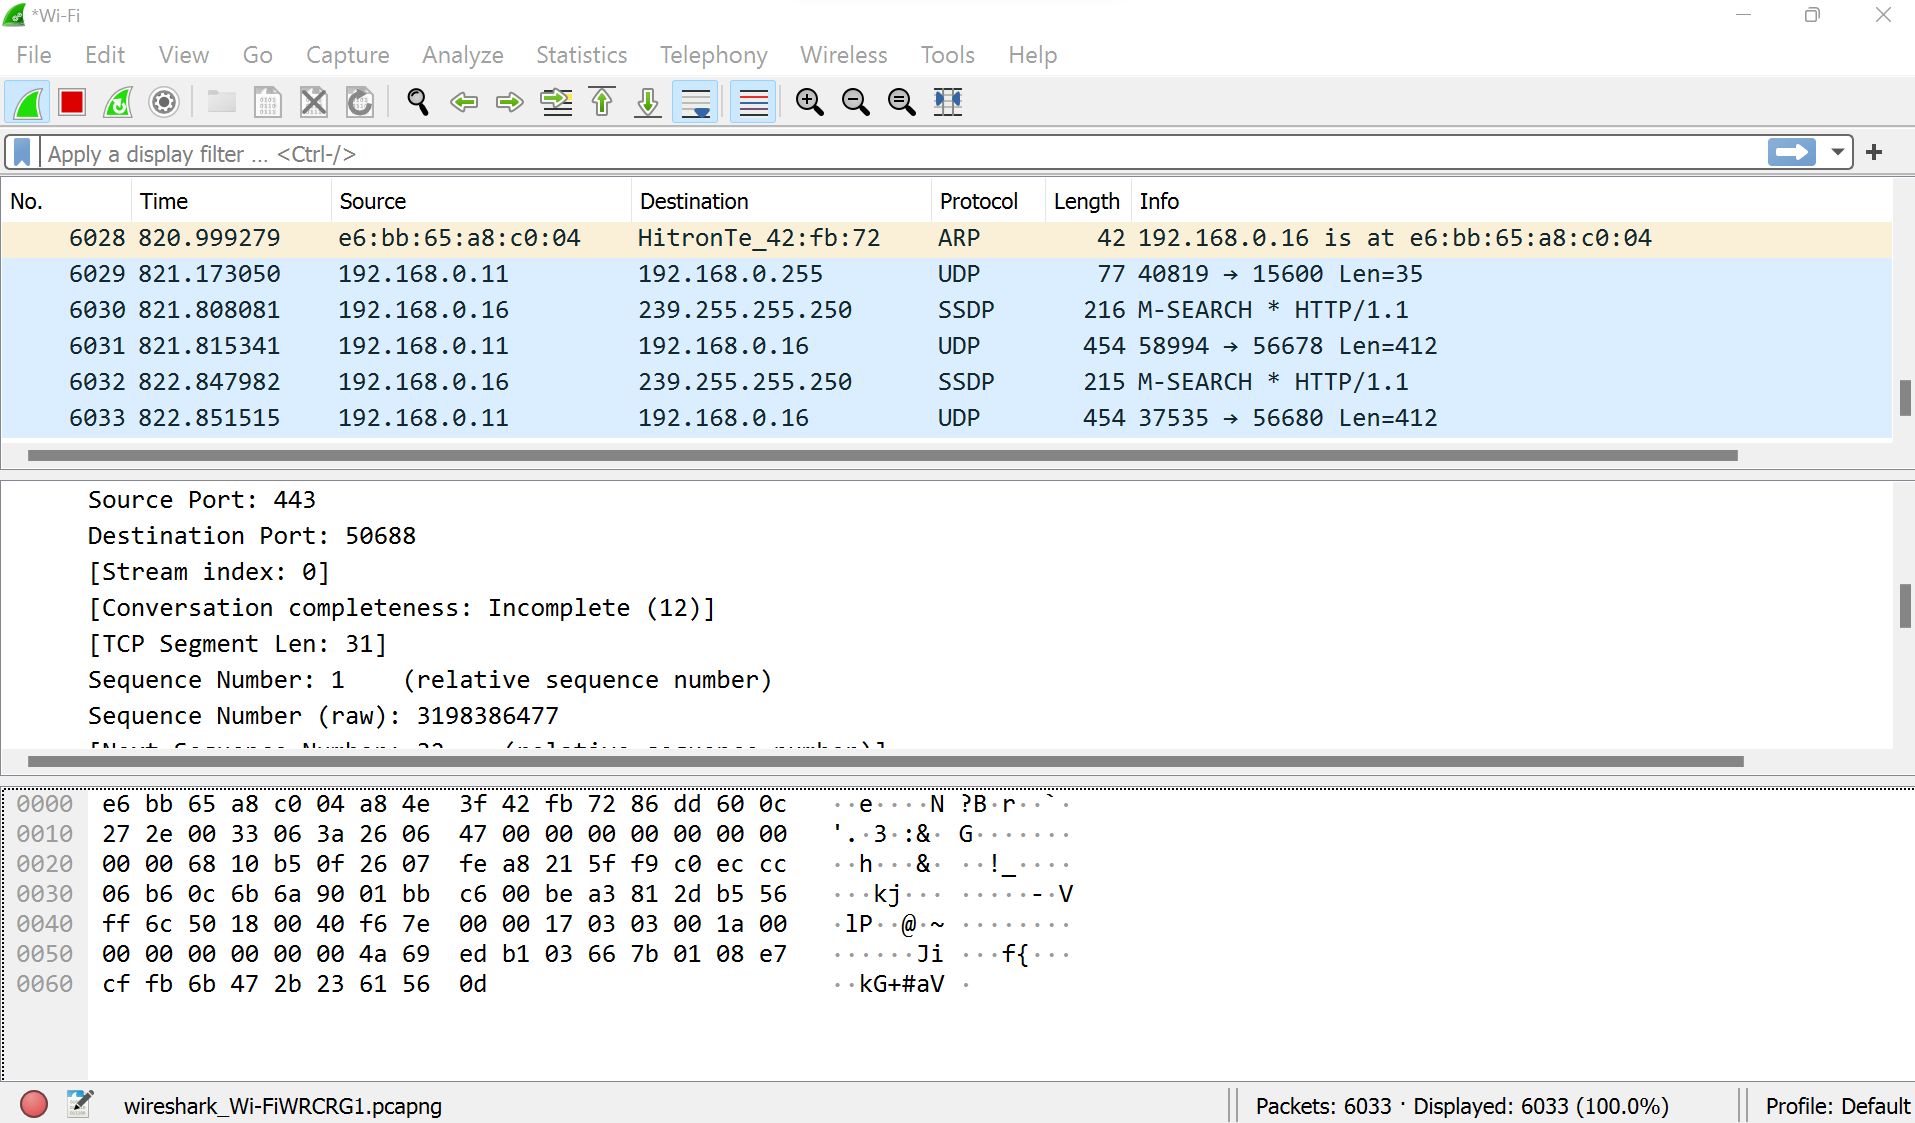 *Wi-Fi
File Edit View Go Capture Analyze Statistics Telephony Wireless Tools Help
Apply a display filter ... <Ctrl-/>
No. Time Source Destination Protocol Length Info
6028 820.999279 e6:bb:65:a8:c0:04 HitronTe_42:fb:72 ARP 42 192.168.0.16 is at e6:bb:65:a8:c0:04
6029 821.173050 192.168.0.11 192.168.0.255 UDP 77 40819 → 15600 Len=35
6030 821.808081 192.168.0.16 239.255.255.250 SSDP 216 M-SEARCH * HTTP/1.1
6031 821.815341 192.168.0.11 192.168.0.16 UDP 454 58994 → 56678 Len=412
6032 822.847982 192.168.0.16 239.255.255.250 SSDP 215 M-SEARCH * HTTP/1.1
6033 822.851515 192.168.0.11 192.168.0.16 UDP 454 37535 → 56680 Len=412
Source Port: 443
Destination Port: 50688
[Stream index: 0]
[Conversation completeness: Incomplete (12)]
[TCP Segment Len: 31]
Sequence Number: 1    (relative sequence number)
Sequence Number (raw): 3198386477
[Next Sequence Number: 32    (relative sequence number)]
0000 e6 bb 65 a8 c0 04 a8 4e 3f 42 fb 72 86 dd 60 0c ··e····N ?B·r··`·
0010 27 2e 00 33 06 3a 26 06 47 00 00 00 00 00 00 00 '.·3·:&· G·······
0020 00 00 68 10 b5 0f 26 07 fe a8 21 5f f9 c0 ec cc ··h···&· ··!_····
0030 06 b6 0c 6b 6a 90 01 bb c6 00 be a3 81 2d b5 56 ···kj··· ·····-·V
0040 ff 6c 50 18 00 40 f6 7e 00 00 17 03 03 00 1a 00 ·lP··@·~ ········
0050 00 00 00 00 00 00 4a 69 ed b1 03 66 7b 01 08 e7 ······Ji ···f{···
0060 cf fb 6b 47 2b 23 61 56 0d ··kG+#aV ·
wireshark_Wi-FiWRCRG1.pcapng Packets: 6033 · Displayed: 6033 (100.0%) Profile: Default